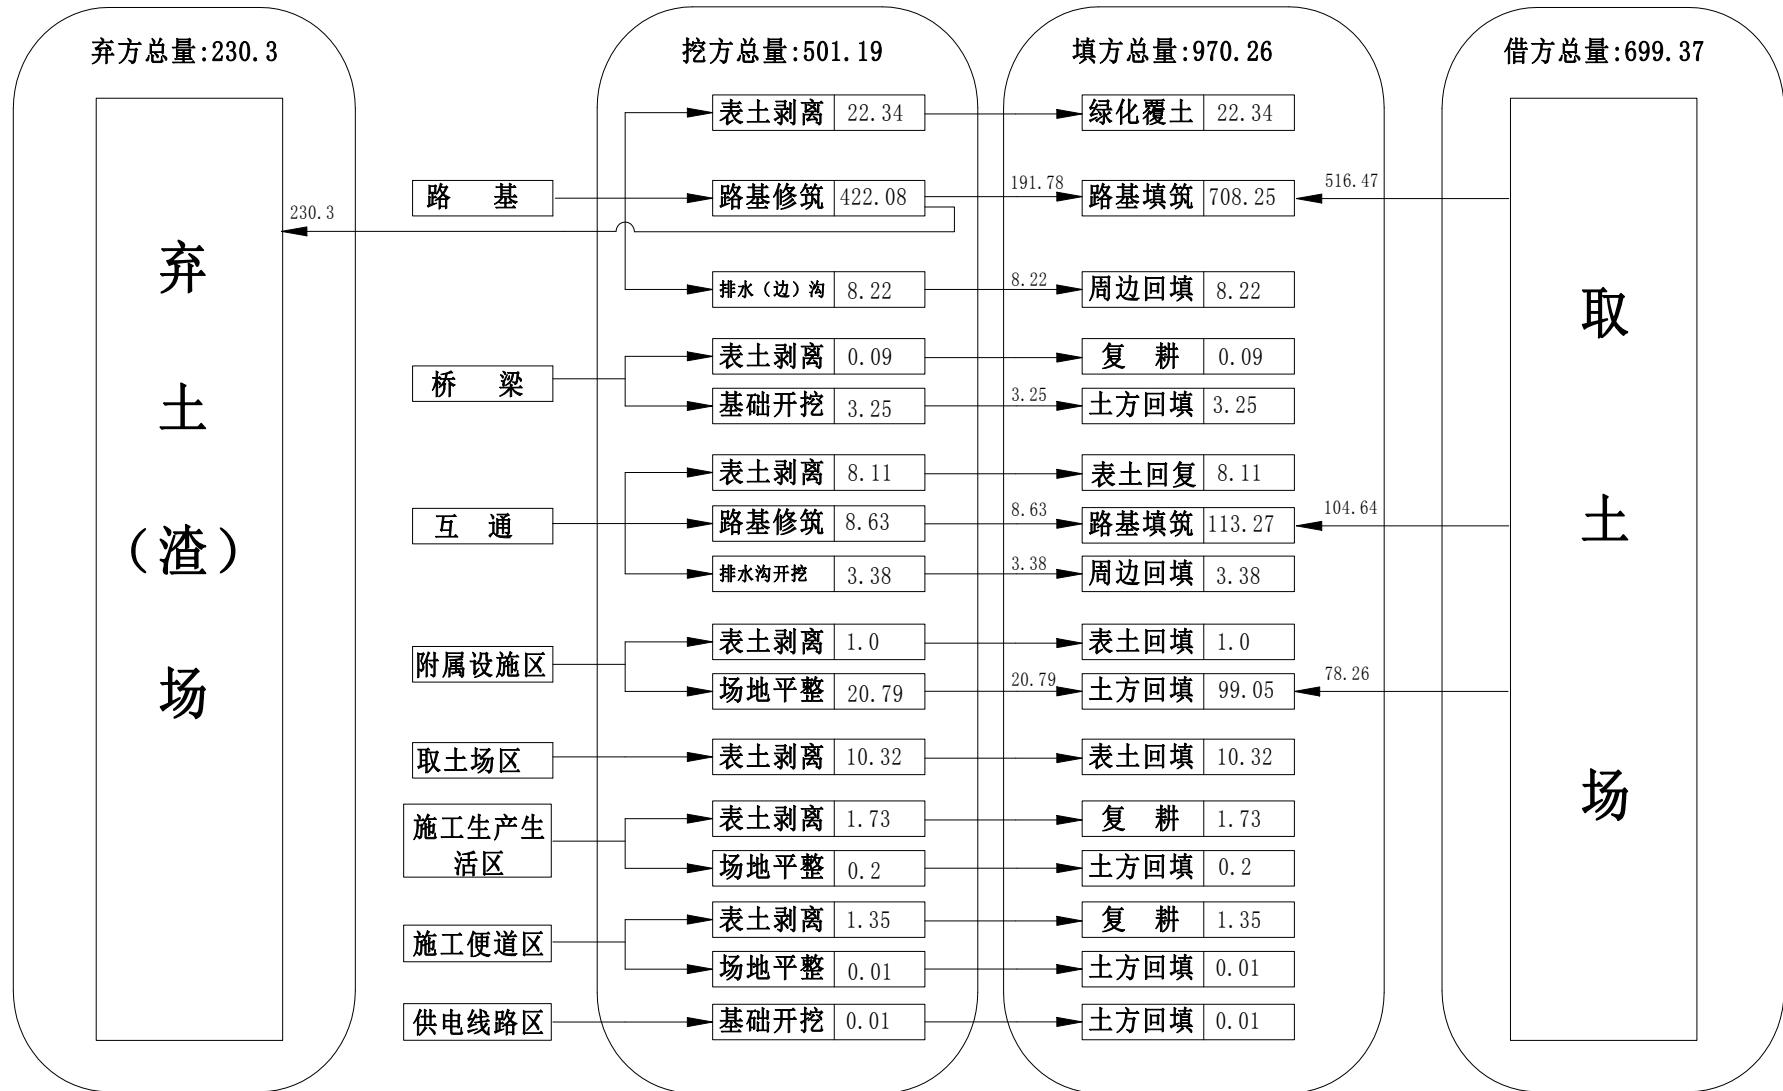 弃方总量:230.3
挖方总量:501.19
填方总量:970.26
借方总量:699.37
弃
土
（渣）
场
230.3
路 基
桥 梁
互 通
附属设施区
取土场区
施工生产生
活区
施工便道区
供电线路区
表土剥离 22.34
绿化覆土 22.34
路基修筑 422.08
191.78
路基填筑 708.25
516.47
排水（边）沟 8.22
8.22
周边回填 8.22
表土剥离 0.09
复 耕 0.09
基础开挖 3.25
3.25
土方回填 3.25
表土剥离 8.11
表土回复 8.11
路基修筑 8.63
8.63
路基填筑 113.27
104.64
排水沟开挖 3.38
3.38
周边回填 3.38
表土剥离 1.0
表土回填 1.0
场地平整 20.79
20.79
土方回填 99.05
78.26
表土剥离 10.32
表土回填 10.32
表土剥离 1.73
复 耕 1.73
场地平整 0.2
土方回填 0.2
表土剥离 1.35
复 耕 1.35
场地平整 0.01
土方回填 0.01
基础开挖 0.01
土方回填 0.01
取
土
场